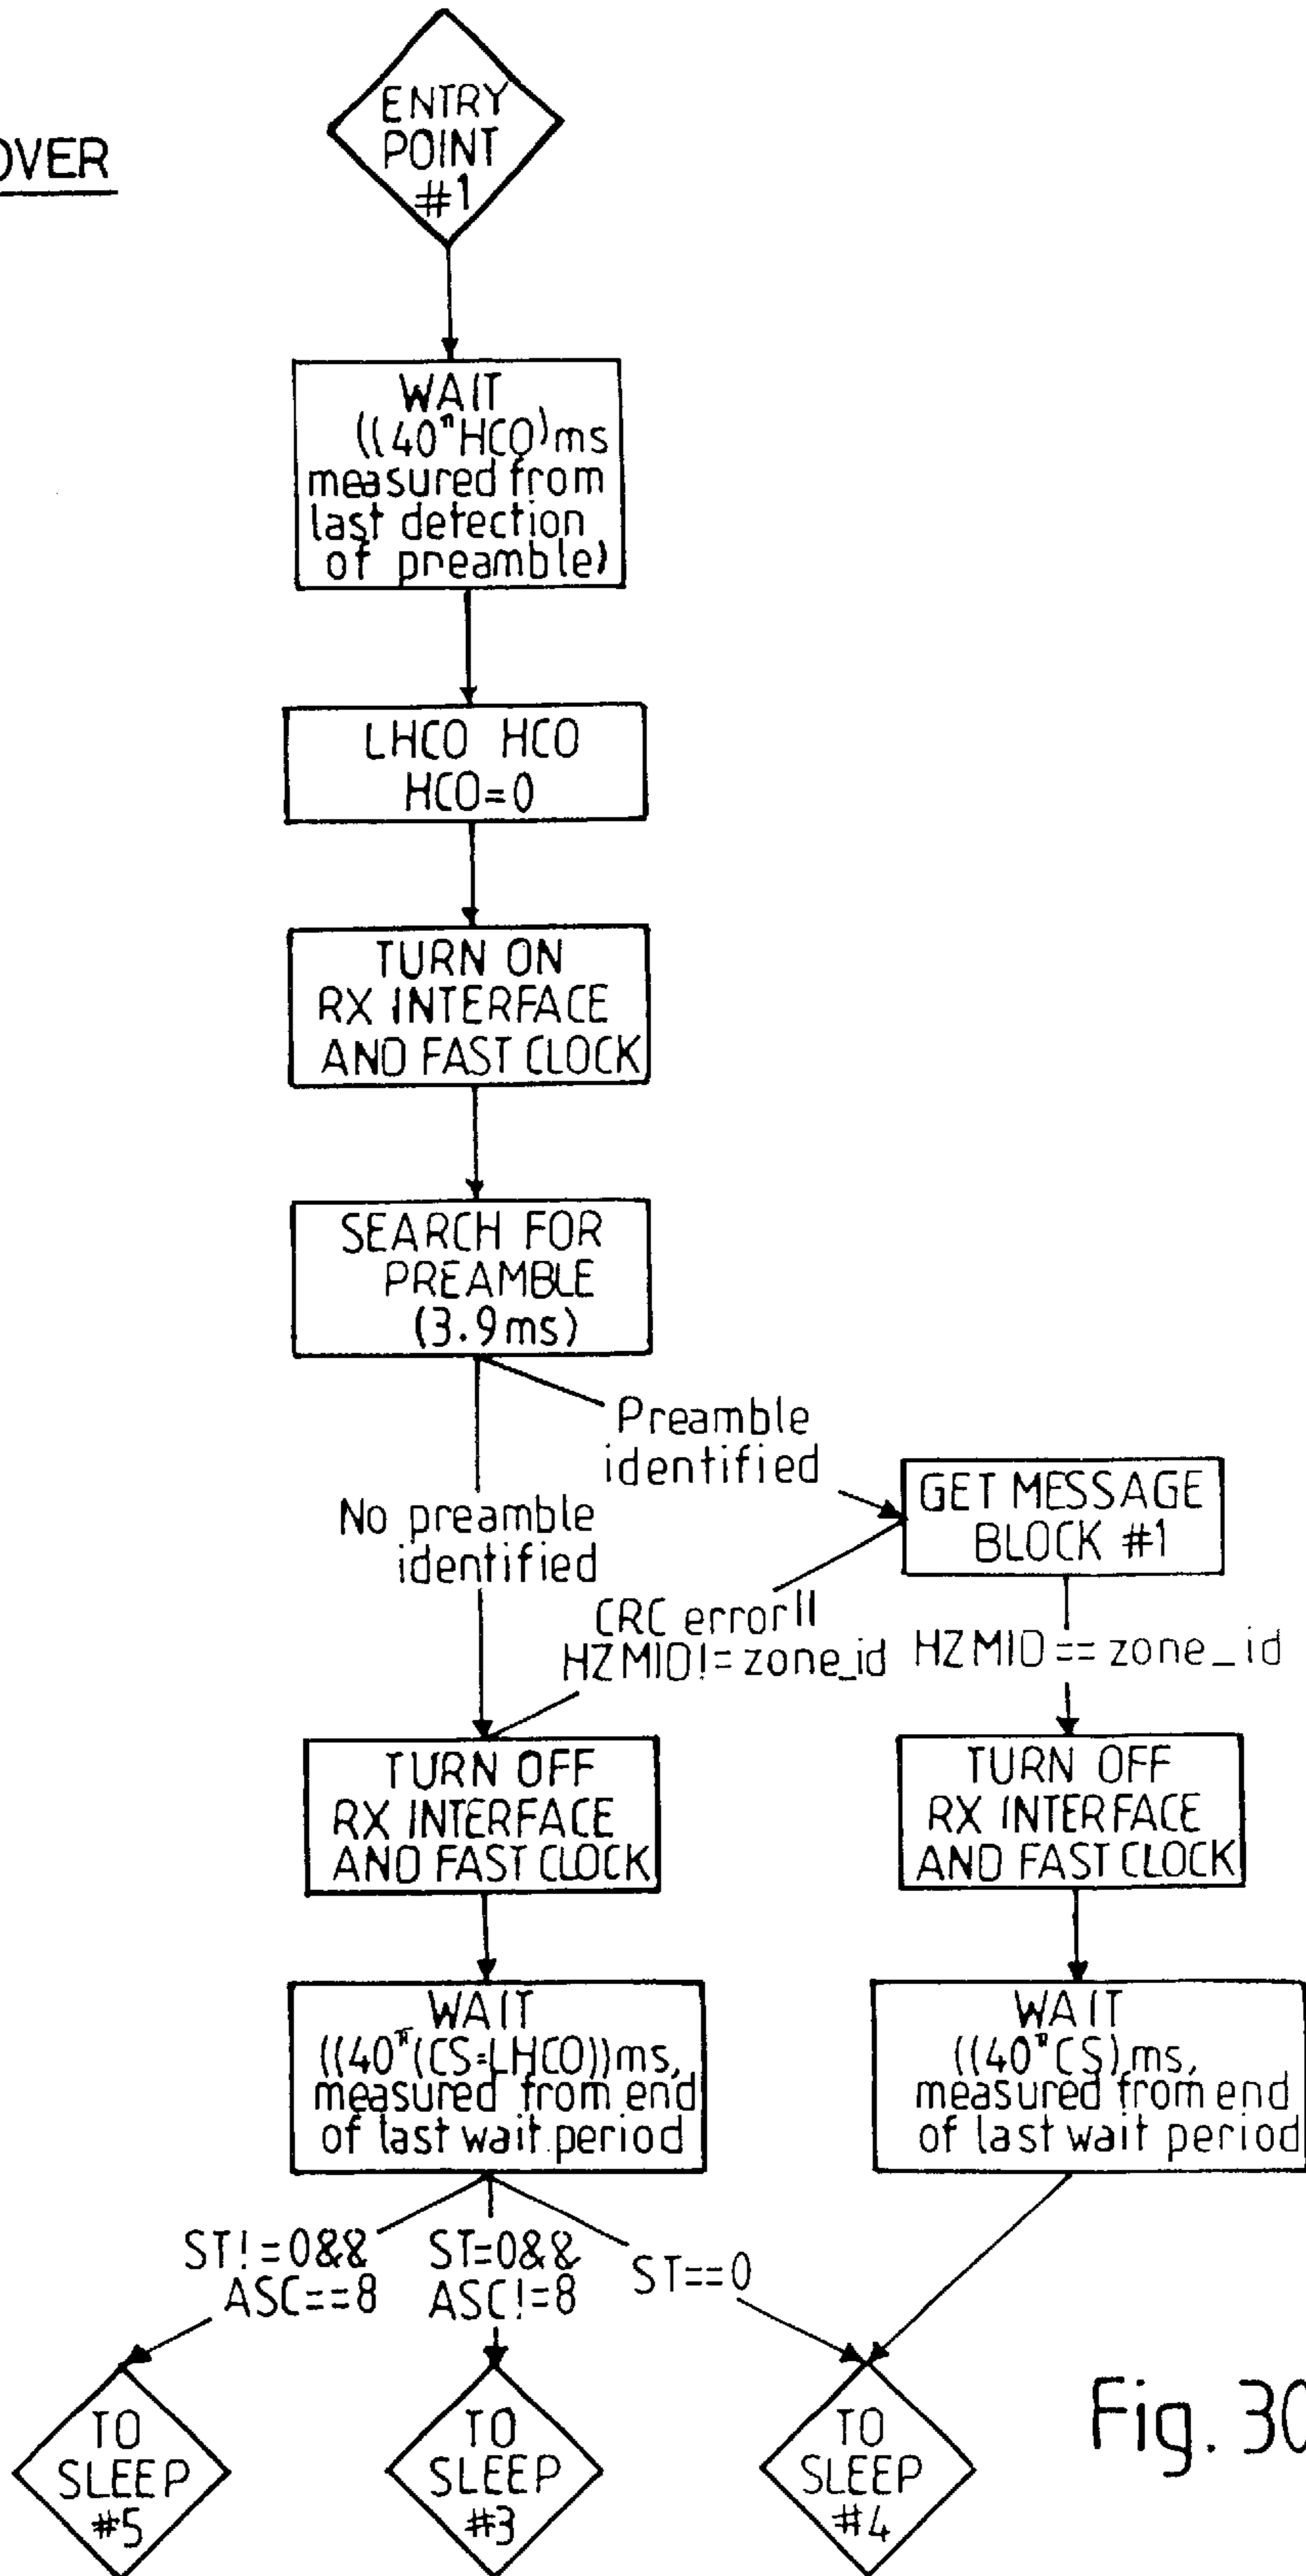 OVER
ENTRY
POINT
#1
WAIT
((40*HCO)ms
measured from
last detection
of preamble)
LHCO HCO
HCO=0
TURN ON
RX INTERFACE
AND FAST CLOCK
SEARCH FOR
PREAMBLE
(3.9ms)
Preamble
identified
No preamble
identified
GET MESSAGE
BLOCK #1
CRC error||
HZMID!=zone_id
HZMID==zone_id
TURN OFF
RX INTERFACE
AND FAST CLOCK
TURN OFF
RX INTERFACE
AND FAST CLOCK
WAIT
((40*(CS=LHCO))ms,
measured from end
of last wait period
WAIT
((40*CS)ms,
measured from end
of last wait period
ST!=0&&
ASC==8
ST=0&&
ASC!=8
ST==0
TO
SLEEP
#5
TO
SLEEP
#3
TO
SLEEP
#4
Fig. 30